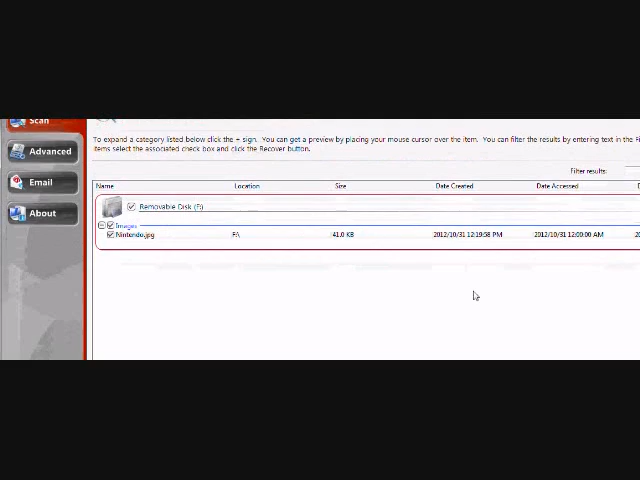 Scan
To expand a category listed below click the + sign. You can get a preview by placing your mouse cursor over the item. You can filter the results by entering text in the Fi
items select the associated check box and click the Recover button.
Advanced
Filter results:
Email
Name Location Size Date Created Date Accessed D
Removable Disk (F:)
About
Images
Nintendo.jpg F:\ 41.0 KB 2012/10/31 12:19:58 PM 2012/10/31 12:00:00 AM 20